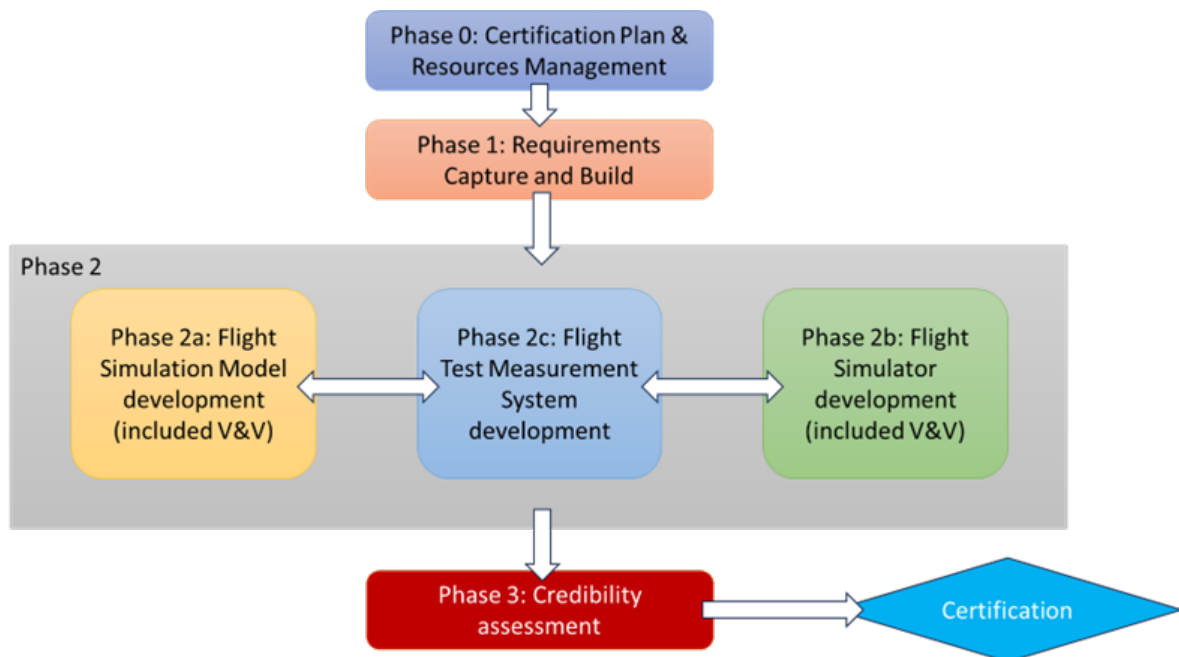 Phase 0: Certification Plan &
Resources Management
Phase 1: Requirements
Capture and Build
Phase 2
Phase 2a: Flight
Simulation Model
development
(included V&V)
Phase 2c: Flight
Test Measurement
System
development
Phase 2b: Flight
Simulator
development
(included V&V)
Phase 3: Credibility
assessment
Certification